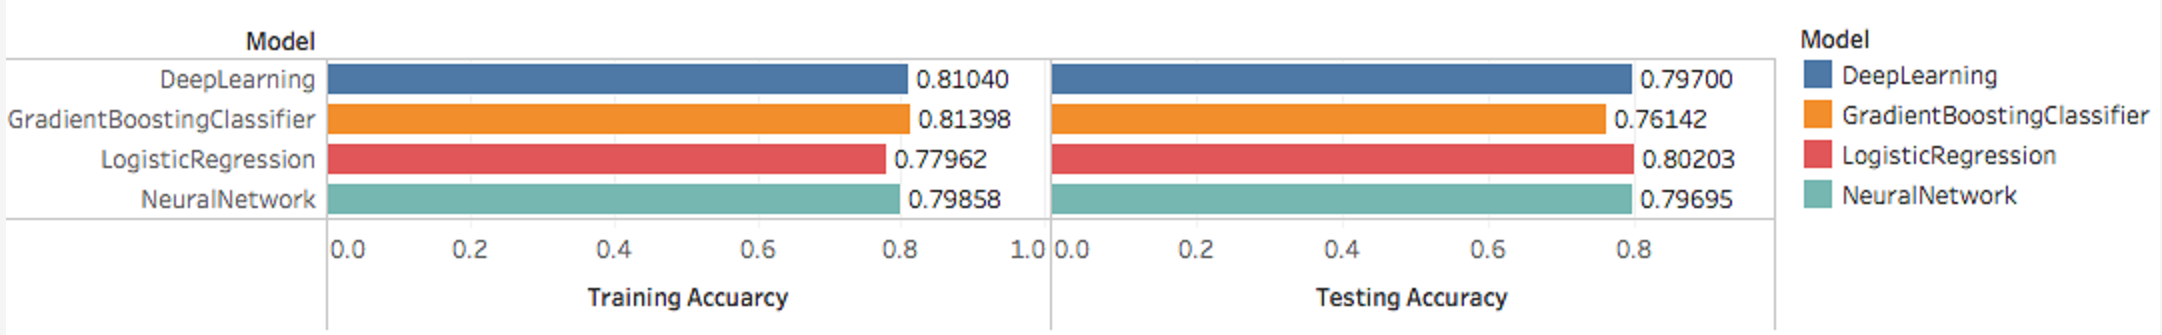 Model
DeepLearning 0.81040 0.79700
GradientBoostingClassifier 0.81398 0.76142
LogisticRegression 0.77962 0.80203
NeuralNetwork 0.79858 0.79695
0.0 0.2 0.4 0.6 0.8 1.0 0.0 0.2 0.4 0.6 0.8
Training Accuarcy Testing Accuracy
Model
DeepLearning
GradientBoostingClassifier
LogisticRegression
NeuralNetwork